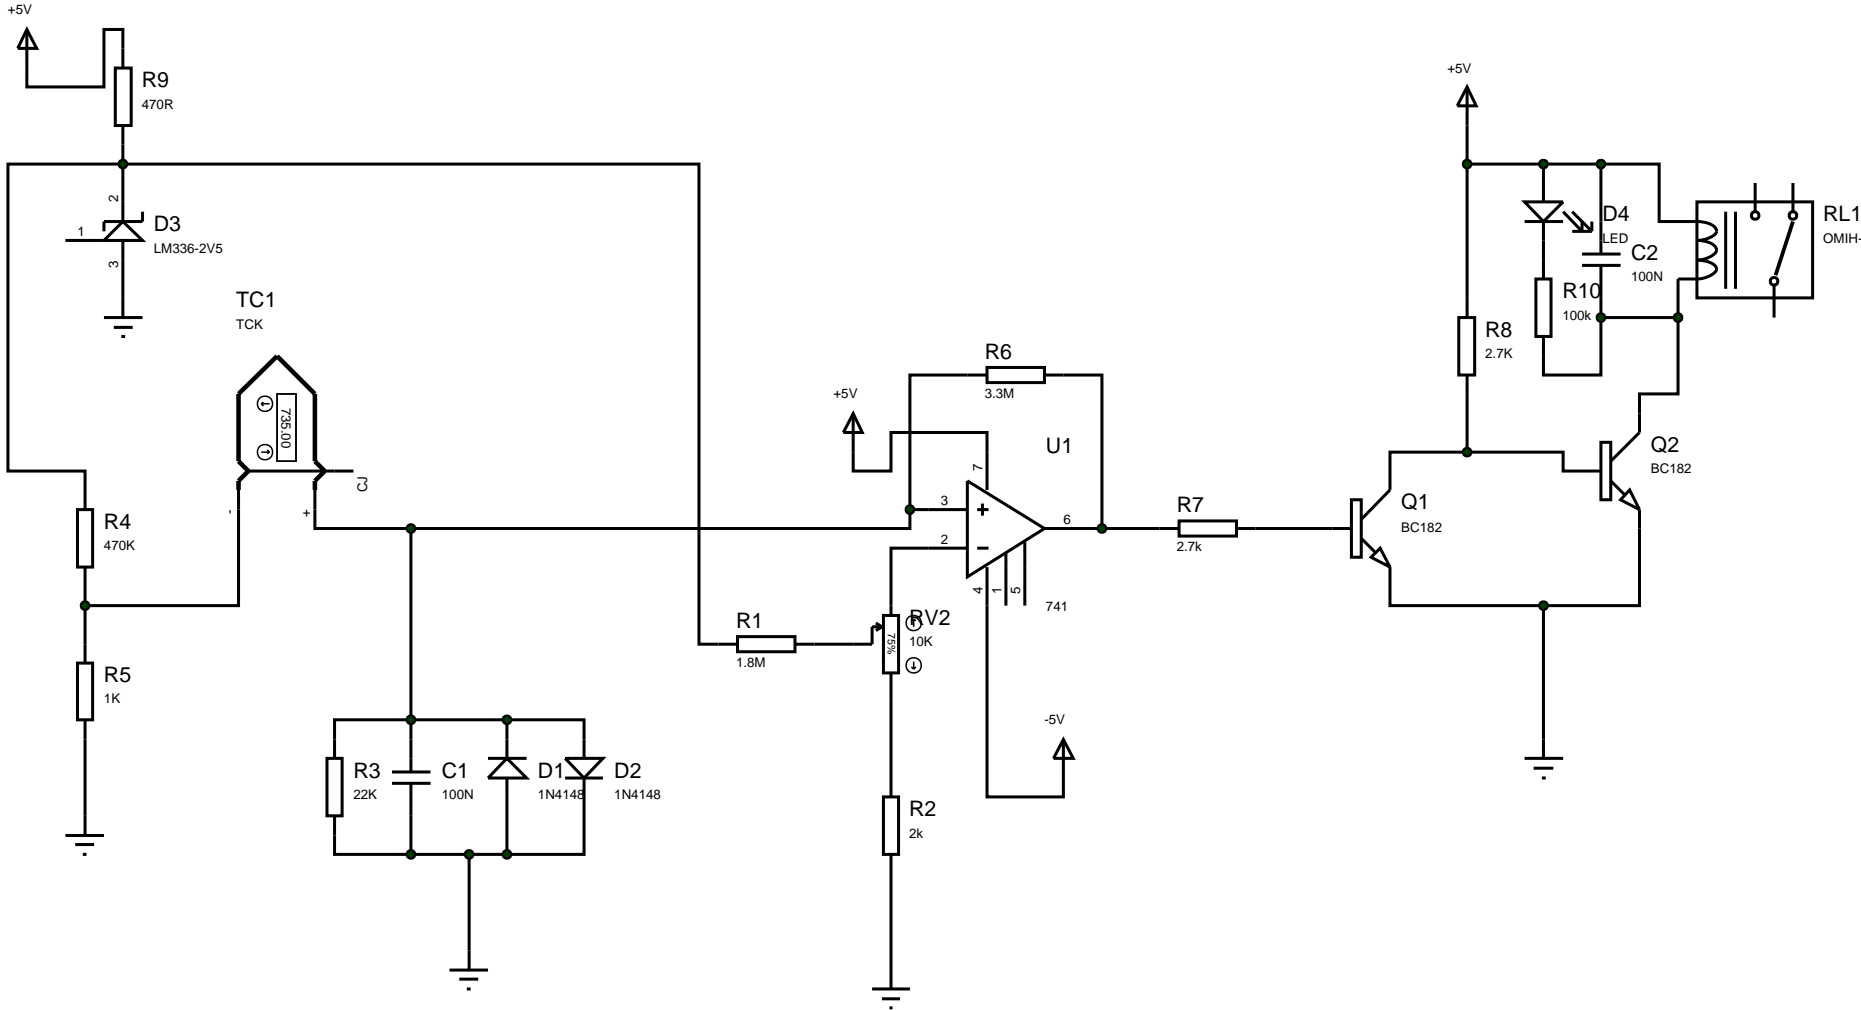 +5V
R9
470R
2
1
3
D3
LM336-2V5
TC1
TCK
735.00
CJ
-
+
R4
470K
R5
1K
R3
22K
C1
100N
D1
1N4148
D2
1N4148
R1
1.8M
RV2
10K
75%
R2
2k
R6
3.3M
+5V
U1
7
3
2
6
4
1
5
741
-5V
R7
2.7k
Q1
BC182
+5V
R8
2.7K
D4
LED
C2
100N
R10
100k
RL1
OMIH-
Q2
BC182